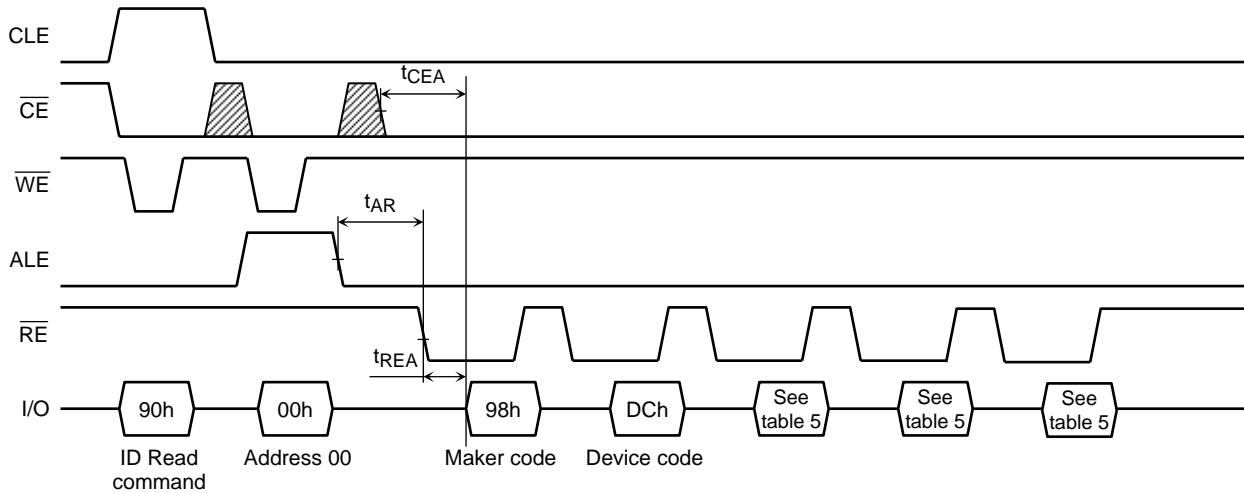 CLE
tCEA
CE
WE
tAR
ALE
RE
tREA
I/O 90h 00h 98h DCh See table 5 See table 5 See table 5
ID Read command Address 00 Maker code Device code